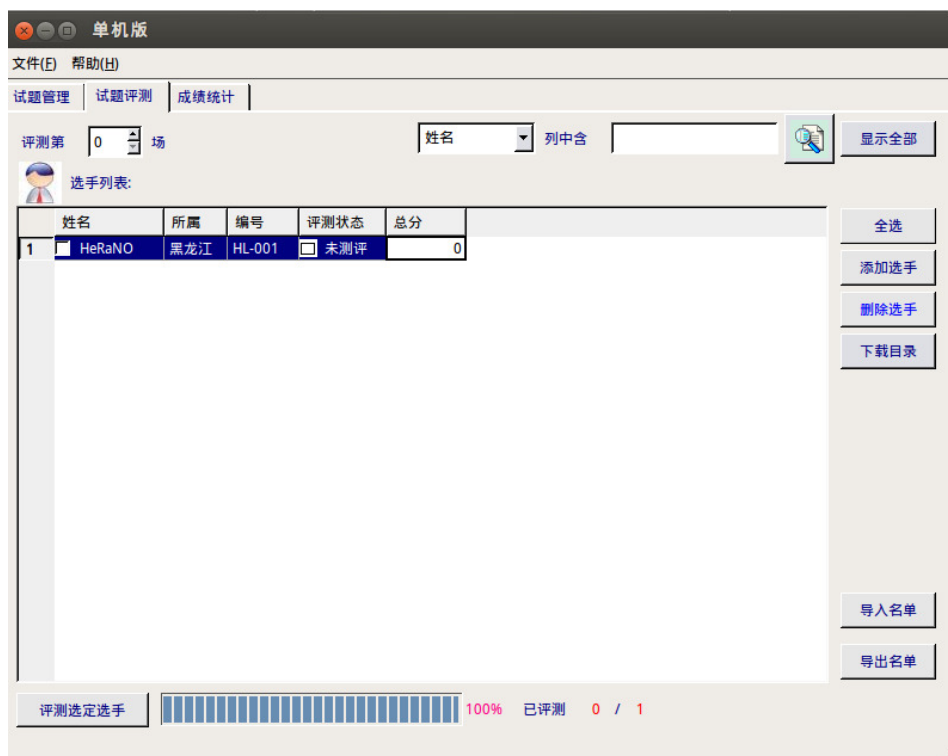 单机版
文件(F) 帮助(H)
试题管理 试题评测 成绩统计
评测第 0 场 姓名 列中含 显示全部
选手列表:
姓名 所属 编号 评测状态 总分 全选
1 HeRaNO 黑龙江 HL-001 未测评 0
添加选手
删除选手
下载目录
导入名单
导出名单
评测选定选手 100% 已评测 0 / 1